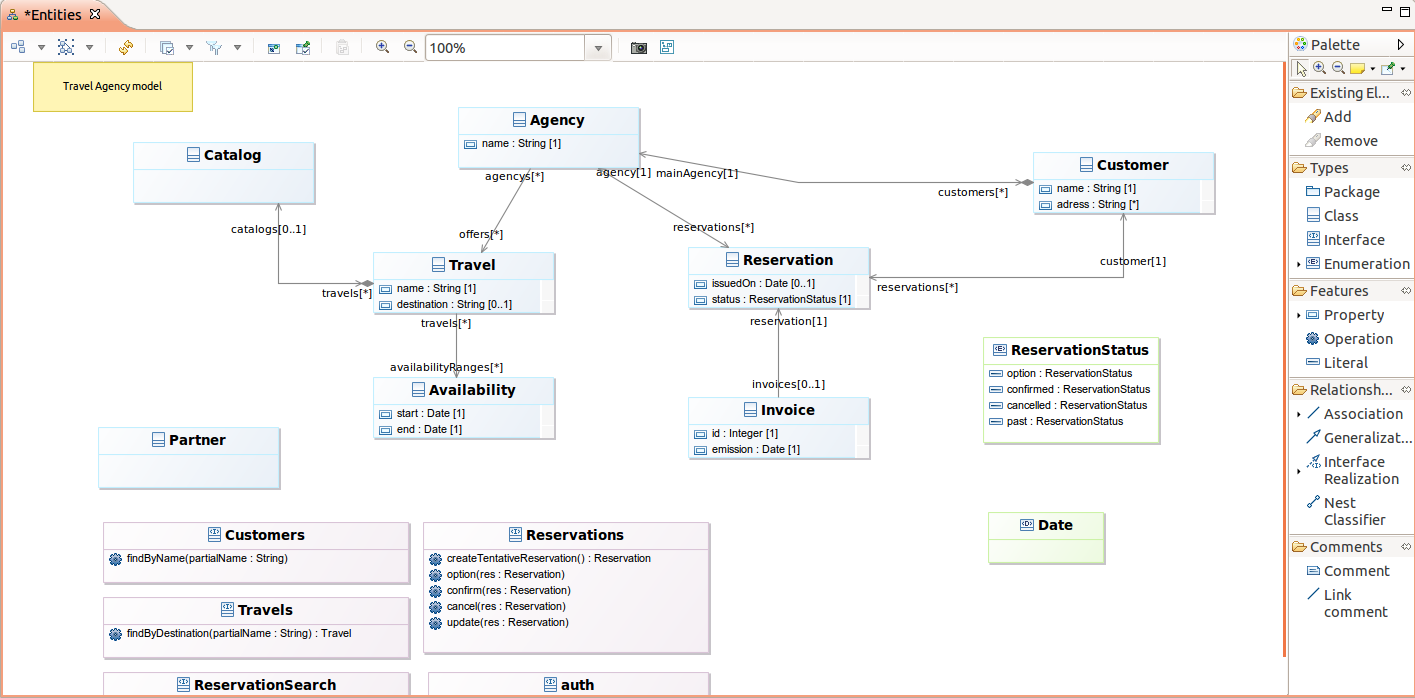 *Entities
100%
Travel Agency model
Agency
name : String [1]
Catalog
Customer
name : String [1]
adress : String [*]
agencys[*]
agency[1]
mainAgency[1]
customers[*]
catalogs[0..1]
offers[*]
reservations[*]
Travel
name : String [1]
destination : String [0..1]
travels[*]
Reservation
issuedOn : Date [0..1]
status : ReservationStatus [1]
customer[1]
reservations[*]
travels[*]
reservation[1]
availabilityRanges[*]
invoices[0..1]
Availability
start : Date [1]
end : Date [1]
Invoice
id : Integer [1]
emission : Date [1]
ReservationStatus
option : ReservationStatus
confirmed : ReservationStatus
cancelled : ReservationStatus
past : ReservationStatus
Partner
Customers
findByName(partialName : String)
Travels
findByDestination(partialName : String) : Travel
Reservations
createTentativeReservation() : Reservation
option(res : Reservation)
confirm(res : Reservation)
cancel(res : Reservation)
update(res : Reservation)
Date
ReservationSearch
auth
Palette
Existing El...
Add
Remove
Types
Package
Class
Interface
Enumeration
Features
Property
Operation
Literal
Relationsh...
Association
Generalizat...
Interface
Realization
Nest
Classifier
Comments
Comment
Link
comment